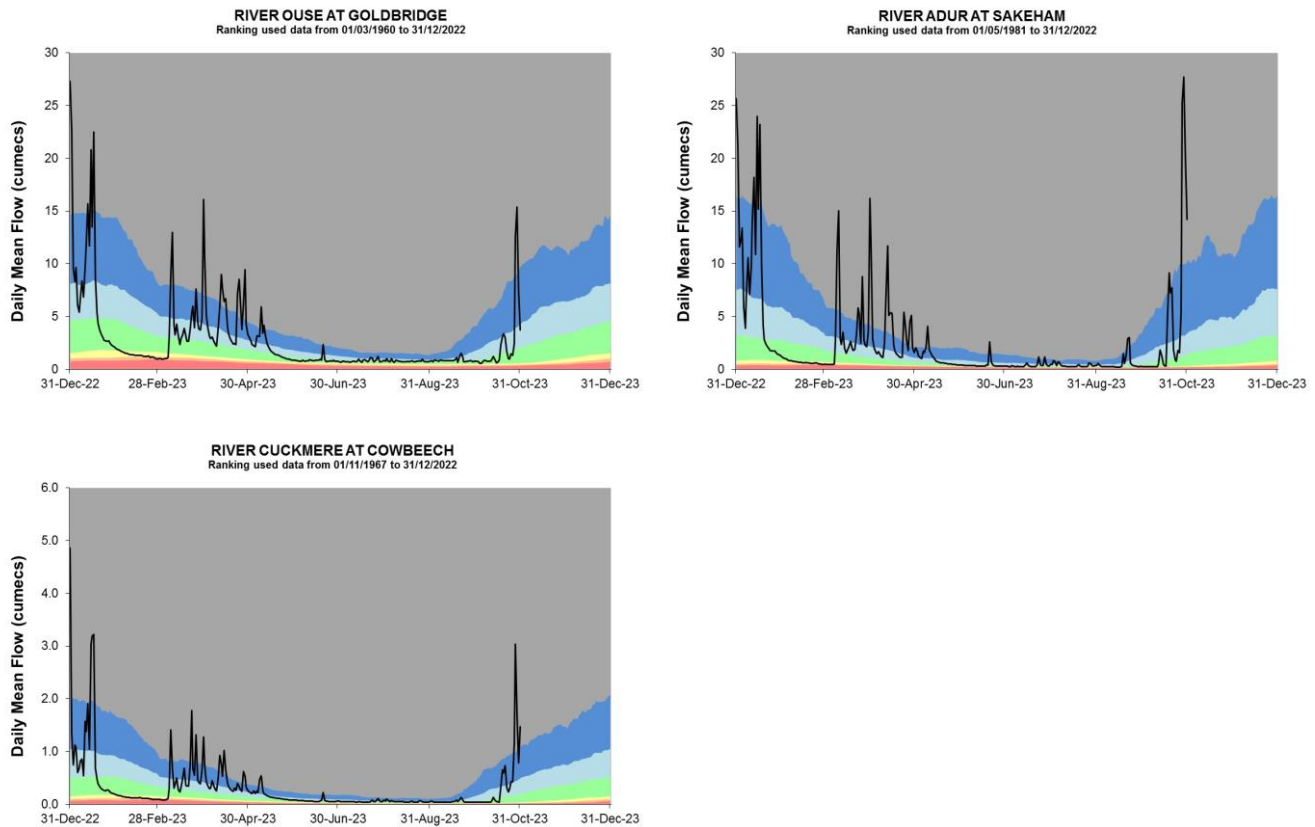 RIVER OUSE AT GOLDBRIDGE
Ranking used data from 01/03/1960 to 31/12/2022
Daily Mean Flow (cumecs)
30
25
20
15
10
5
0
31-Dec-22 28-Feb-23 30-Apr-23 30-Jun-23 31-Aug-23 31-Oct-23 31-Dec-23
RIVER ADUR AT SAKEHAM
Ranking used data from 01/05/1981 to 31/12/2022
Daily Mean Flow (cumecs)
30
25
20
15
10
5
0
31-Dec-22 28-Feb-23 30-Apr-23 30-Jun-23 31-Aug-23 31-Oct-23 31-Dec-23
RIVER CUCKMERE AT COWBEECH
Ranking used data from 01/11/1967 to 31/12/2022
Daily Mean Flow (cumecs)
6.0
5.0
4.0
3.0
2.0
1.0
0.0
31-Dec-22 28-Feb-23 30-Apr-23 30-Jun-23 31-Aug-23 31-Oct-23 31-Dec-23